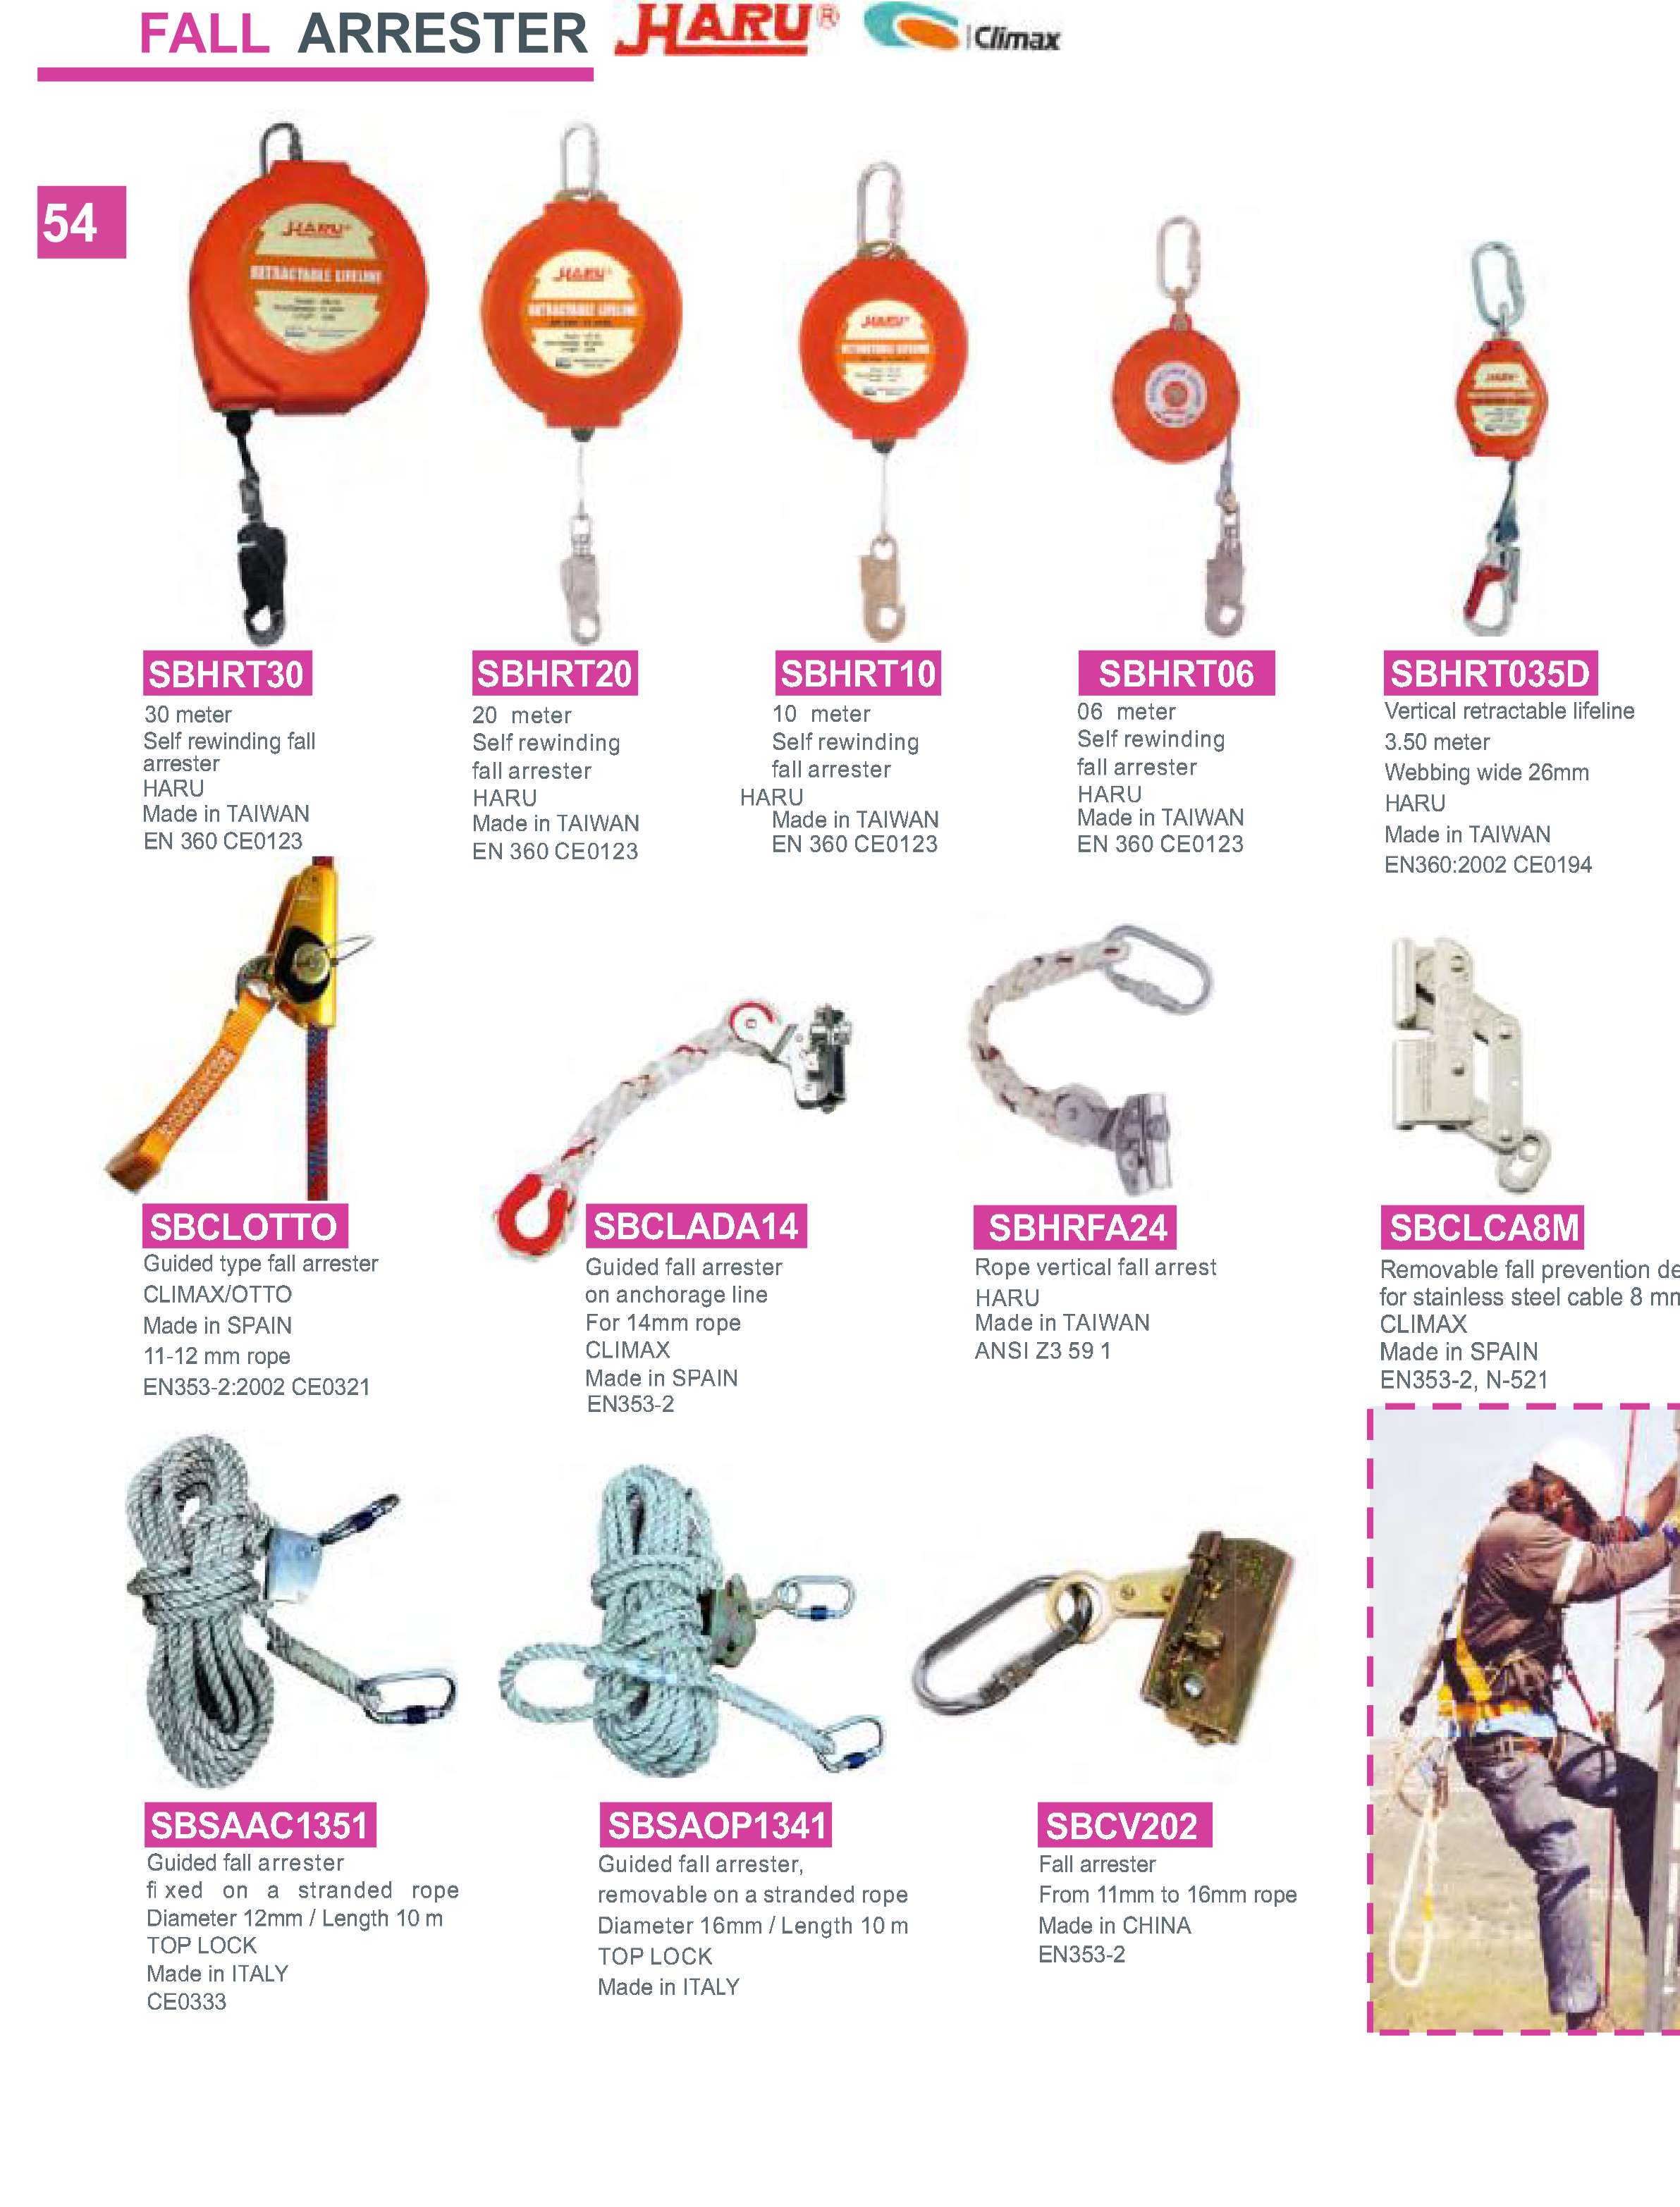 FALL ARRESTER HARU® Climax
54
HARU®
RETRACTABLE LIFELINE
HARU®
RETRACTABLE LIFELINE
HARU®
RETRACTABLE LIFELINE
HARU®
SBHRT30
30 meter
Self rewinding fall
arrester
HARU
Made in TAIWAN
EN 360 CE0123
SBHRT20
20 meter
Self rewinding
fall arrester
HARU
Made in TAIWAN
EN 360 CE0123
SBHRT10
10 meter
Self rewinding
fall arrester
HARU
Made in TAIWAN
EN 360 CE0123
SBHRT06
06 meter
Self rewinding
fall arrester
HARU
Made in TAIWAN
EN 360 CE0123
SBHRT035D
Vertical retractable lifeline
3.50 meter
Webbing wide 26mm
HARU
Made in TAIWAN
EN360:2002 CE0194
SBCLOTTO
Guided type fall arrester
CLIMAX/OTTO
Made in SPAIN
11-12 mm rope
EN353-2:2002 CE0321
SBCLADA14
Guided fall arrester
on anchorage line
For 14mm rope
CLIMAX
Made in SPAIN
EN353-2
SBHRFA24
Rope vertical fall arrest
HARU
Made in TAIWAN
ANSI Z3 59 1
SBCLCA8M
Removable fall prevention de
for stainless steel cable 8 mm
CLIMAX
Made in SPAIN
EN353-2, N-521
SBSAAC1351
Guided fall arrester
fi xed on a stranded rope
Diameter 12mm / Length 10 m
TOP LOCK
Made in ITALY
CE0333
SBSAOP1341
Guided fall arrester,
removable on a stranded rope
Diameter 16mm / Length 10 m
TOP LOCK
Made in ITALY
SBCV202
Fall arrester
From 11mm to 16mm rope
Made in CHINA
EN353-2